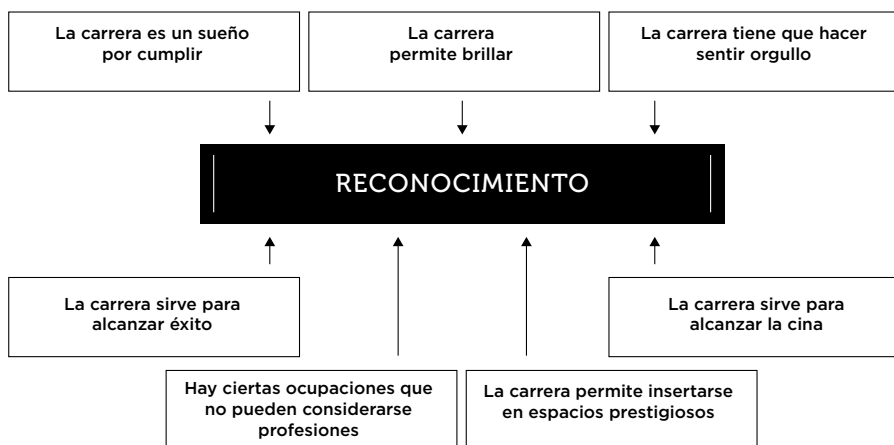 La carrera es un sueño
por cumplir
La carrera
permite brillar
La carrera tiene que hacer
sentir orgullo
RECONOCIMIENTO
La carrera sirve para
alcanzar éxito
La carrera sirve para
alcanzar la cina
Hay ciertas ocupaciones que
no pueden considerarse
profesiones
La carrera permite insertarse
en espacios prestigiosos